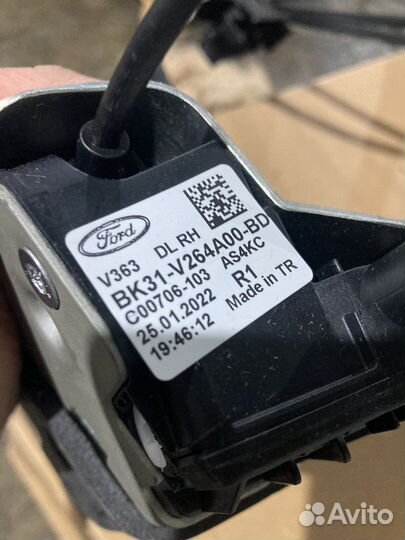 Ford
V363 DL RH
BK31-V264A00-BD
C00706-103 AS4KC
25.01.2022 R1
19:46:12 Made in TR
Avito